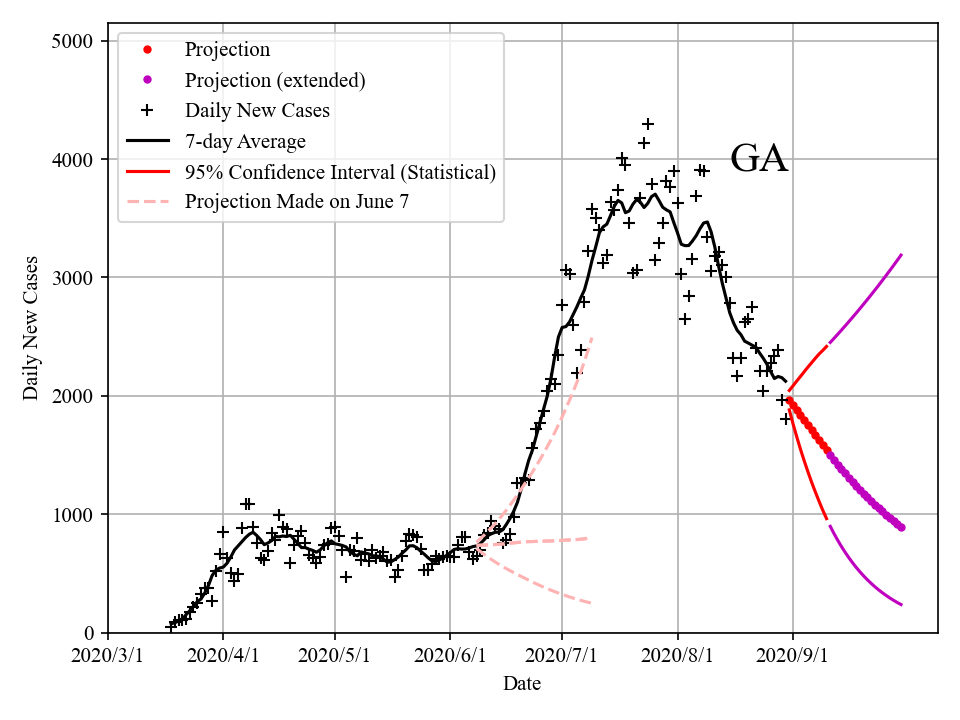 5000
4000
3000
2000
1000
0
Daily New Cases
Projection
Projection (extended)
Daily New Cases
7-day Average
95% Confidence Interval (Statistical)
Projection Made on June 7
GA
2020/3/1 2020/4/1 2020/5/1 2020/6/1 2020/7/1 2020/8/1 2020/9/1
Date